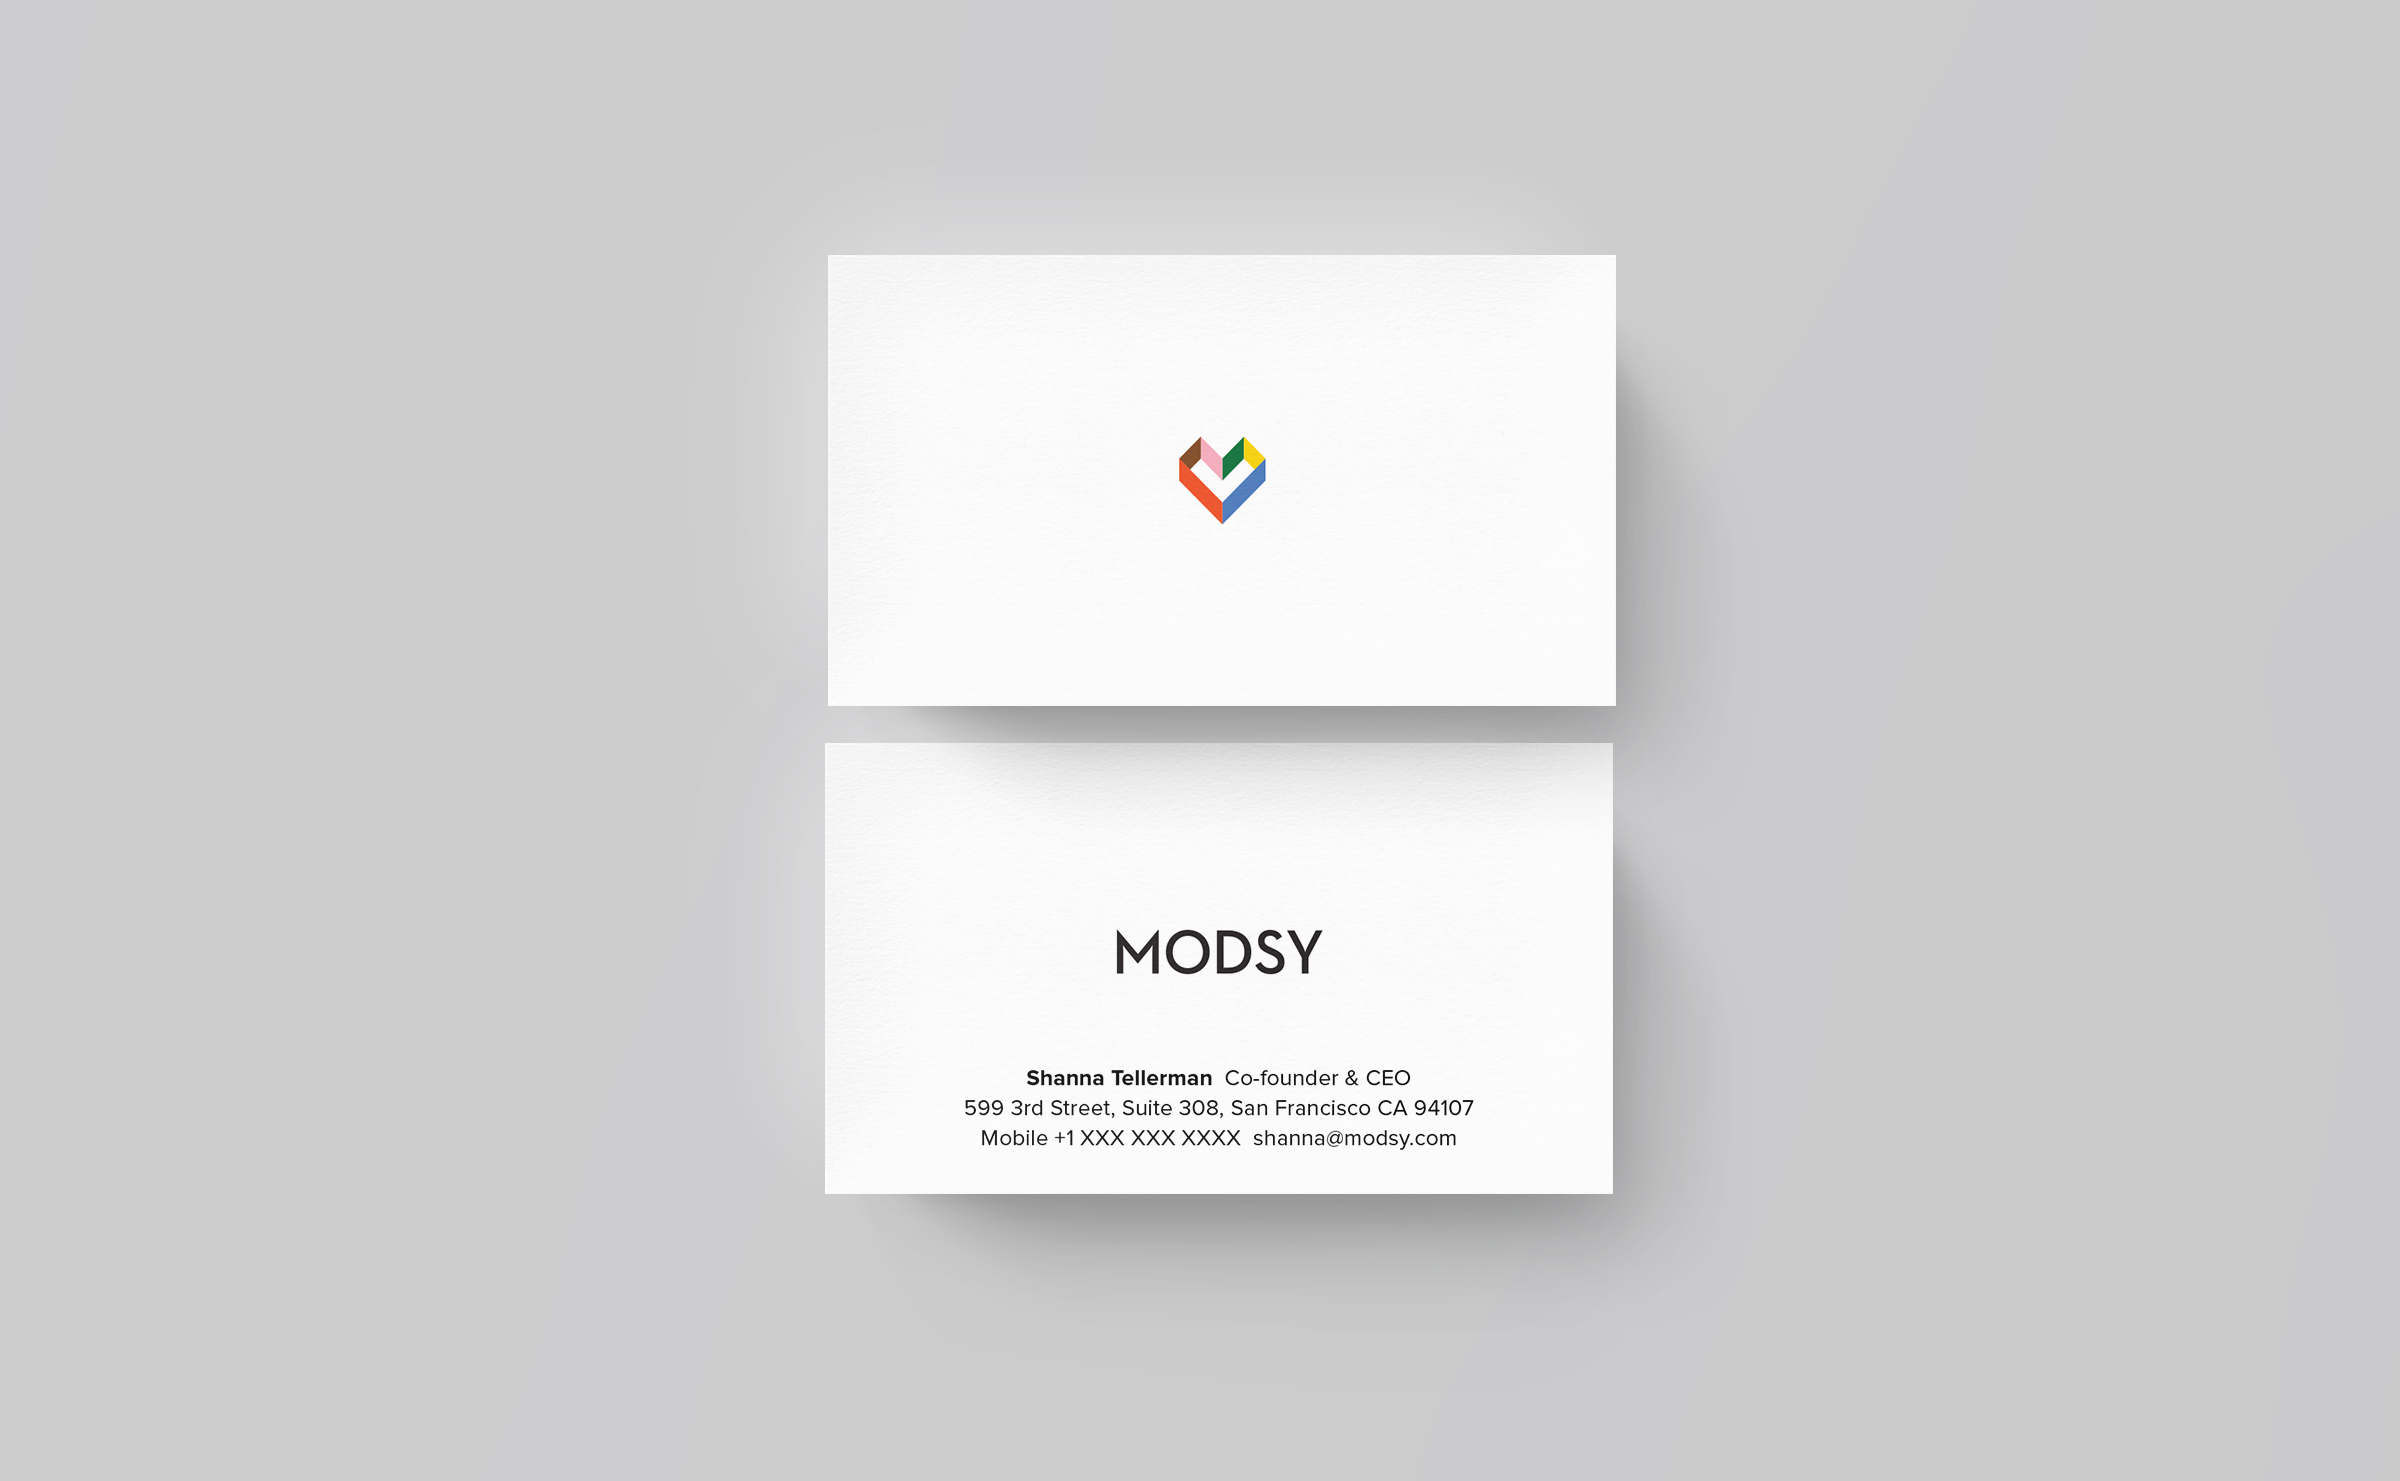 MODSY
Shanna Tellerman Co-founder & CEO
599 3rd Street, Suite 308, San Francisco CA 94107
Mobile +1 XXX XXX XXXX shanna@modsy.com